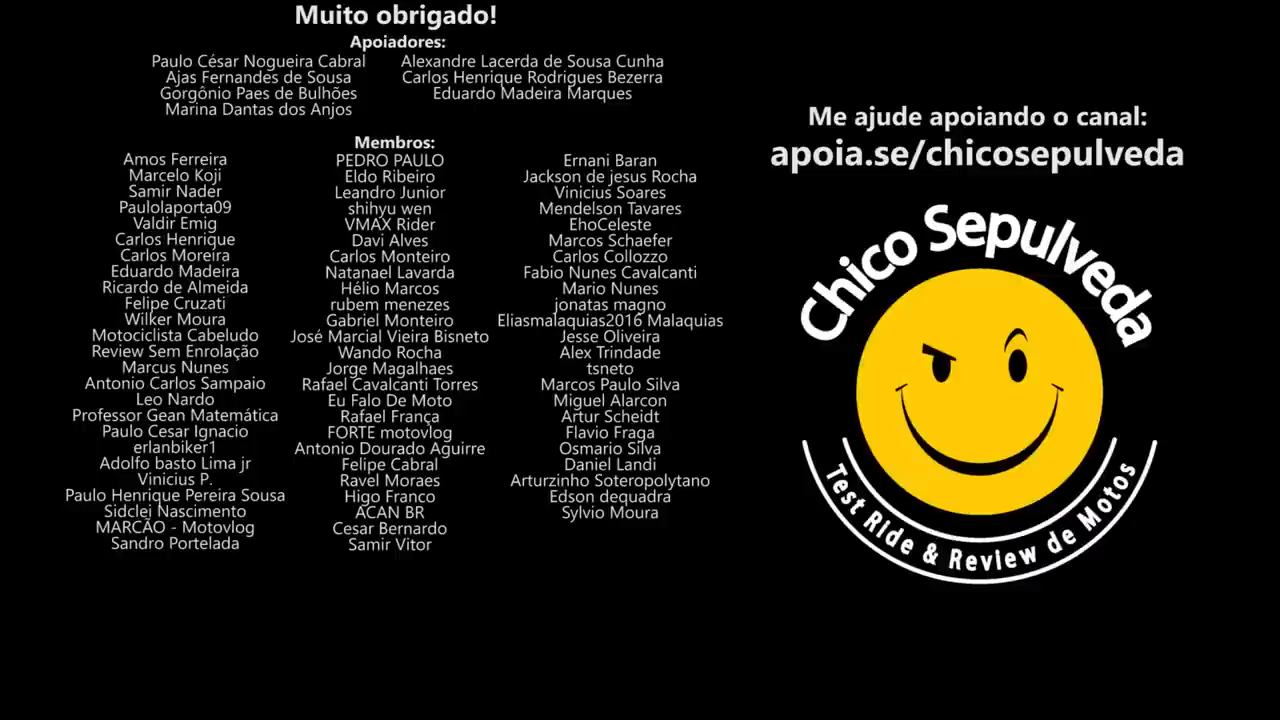 Muito obrigado!
Apoiadores:
Paulo César Nogueira Cabral
Ajas Fernandes de Sousa
Gorgônio Paes de Bulhões
Marina Dantas dos Anjos
Alexandre Lacerda de Sousa Cunha
Carlos Henrique Rodrigues Bezerra
Eduardo Madeira Marques
Membros:
Amos Ferreira
Marcelo Koji
Samir Nader
Paulolaporta09
Valdir Emig
Carlos Henrique
Carlos Moreira
Eduardo Madeira
Ricardo de Almeida
Felipe Cruzati
Wilker Moura
Motociclista Cabeludo
Review Sem Enrolação
Marcus Nunes
Antonio Carlos Sampaio
Leo Nardo
Professor Gean Matemática
Paulo Cesar Ignacio
erlanbiker1
Adolfo basto Lima jr
Vinicius P.
Paulo Henrique Pereira Sousa
Sidclei Nascimento
MARCÃO - Motovlog
Sandro Portelada
PEDRO PAULO
Eldo Ribeiro
Leandro Junior
shihyu wen
VMAX Rider
Davi Alves
Carlos Monteiro
Natanael Lavarda
Hélio Marcos
rubem menezes
Gabriel Monteiro
José Marcial Vieira Bisneto
Wando Rocha
Jorge Magalhaes
Rafael Cavalcanti Torres
Eu Falo De Moto
Rafael França
FORTE motovlog
Antonio Dourado Aguirre
Felipe Cabral
Ravel Moraes
Higo Franco
ACAN BR
Cesar Bernardo
Samir Vitor
Ernani Baran
Jackson de jesus Rocha
Vinicius Soares
Mendelson Tavares
EhoCeleste
Marcos Schaefer
Carlos Collozzo
Fabio Nunes Cavalcanti
Mario Nunes
jonatas magno
Eliasmalaquias2016 Malaquias
Jesse Oliveira
Alex Trindade
tsneto
Marcos Paulo Silva
Miguel Alarcon
Artur Scheidt
Flavio Fraga
Osmario Silva
Daniel Landi
Arturzinho Soteropolytano
Edson dequadra
Sylvio Moura
Me ajude apoiando o canal:
apoia.se/chicosepulveda
Chico Sepulveda
Test Ride & Review de Motos